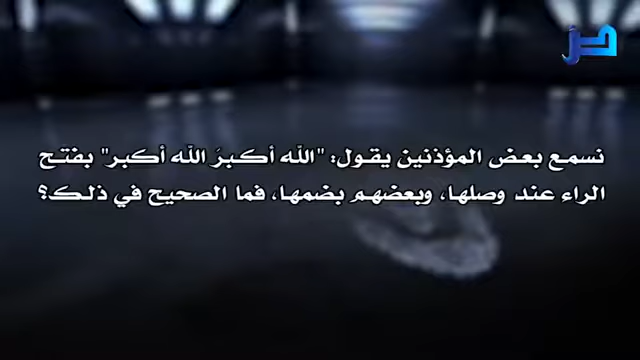 نسمع بعض المؤذنين يقول: "الله أكبرَ الله أكبر" بفتح
الراء عند وصلها، وبعضهم بضمها، فما الصحيح في ذلك؟